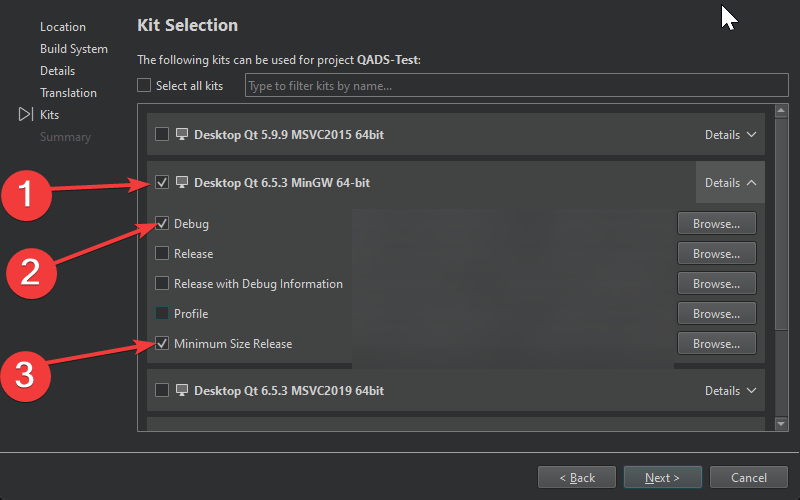 Location
Build System
Details
Translation
Kits
Summary
Kit Selection
The following kits can be used for project QADS-Test:
Select all kits
Type to filter kits by name...
Desktop Qt 5.9.9 MSVC2015 64bit
Details
1
Desktop Qt 6.5.3 MinGW 64-bit
Details
2
Debug
Browse...
Release
Browse...
Release with Debug Information
Browse...
Profile
Browse...
3
Minimum Size Release
Browse...
Desktop Qt 6.5.3 MSVC2019 64bit
Details
< Back
Next >
Cancel